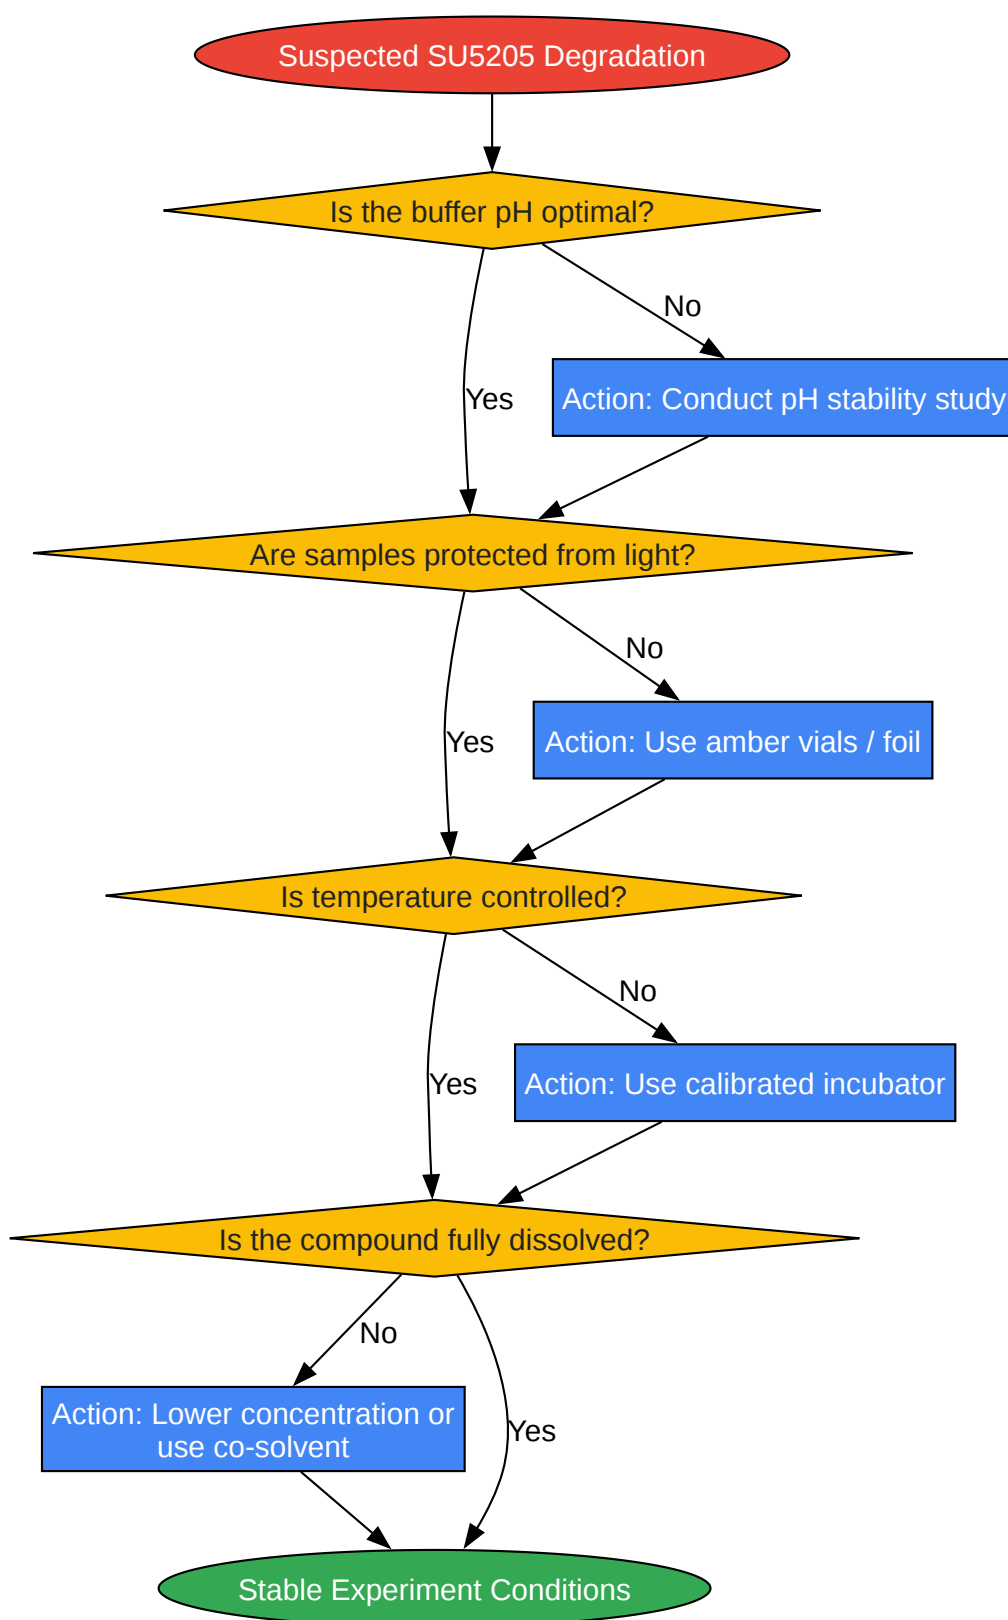 Suspected SU5205 Degradation
Is the buffer pH optimal?
No
Yes
Action: Conduct pH stability study
Are samples protected from light?
No
Yes
Action: Use amber vials / foil
Is temperature controlled?
No
Yes
Action: Use calibrated incubator
Is the compound fully dissolved?
No
Action: Lower concentration or
use co-solvent
Yes
Stable Experiment Conditions